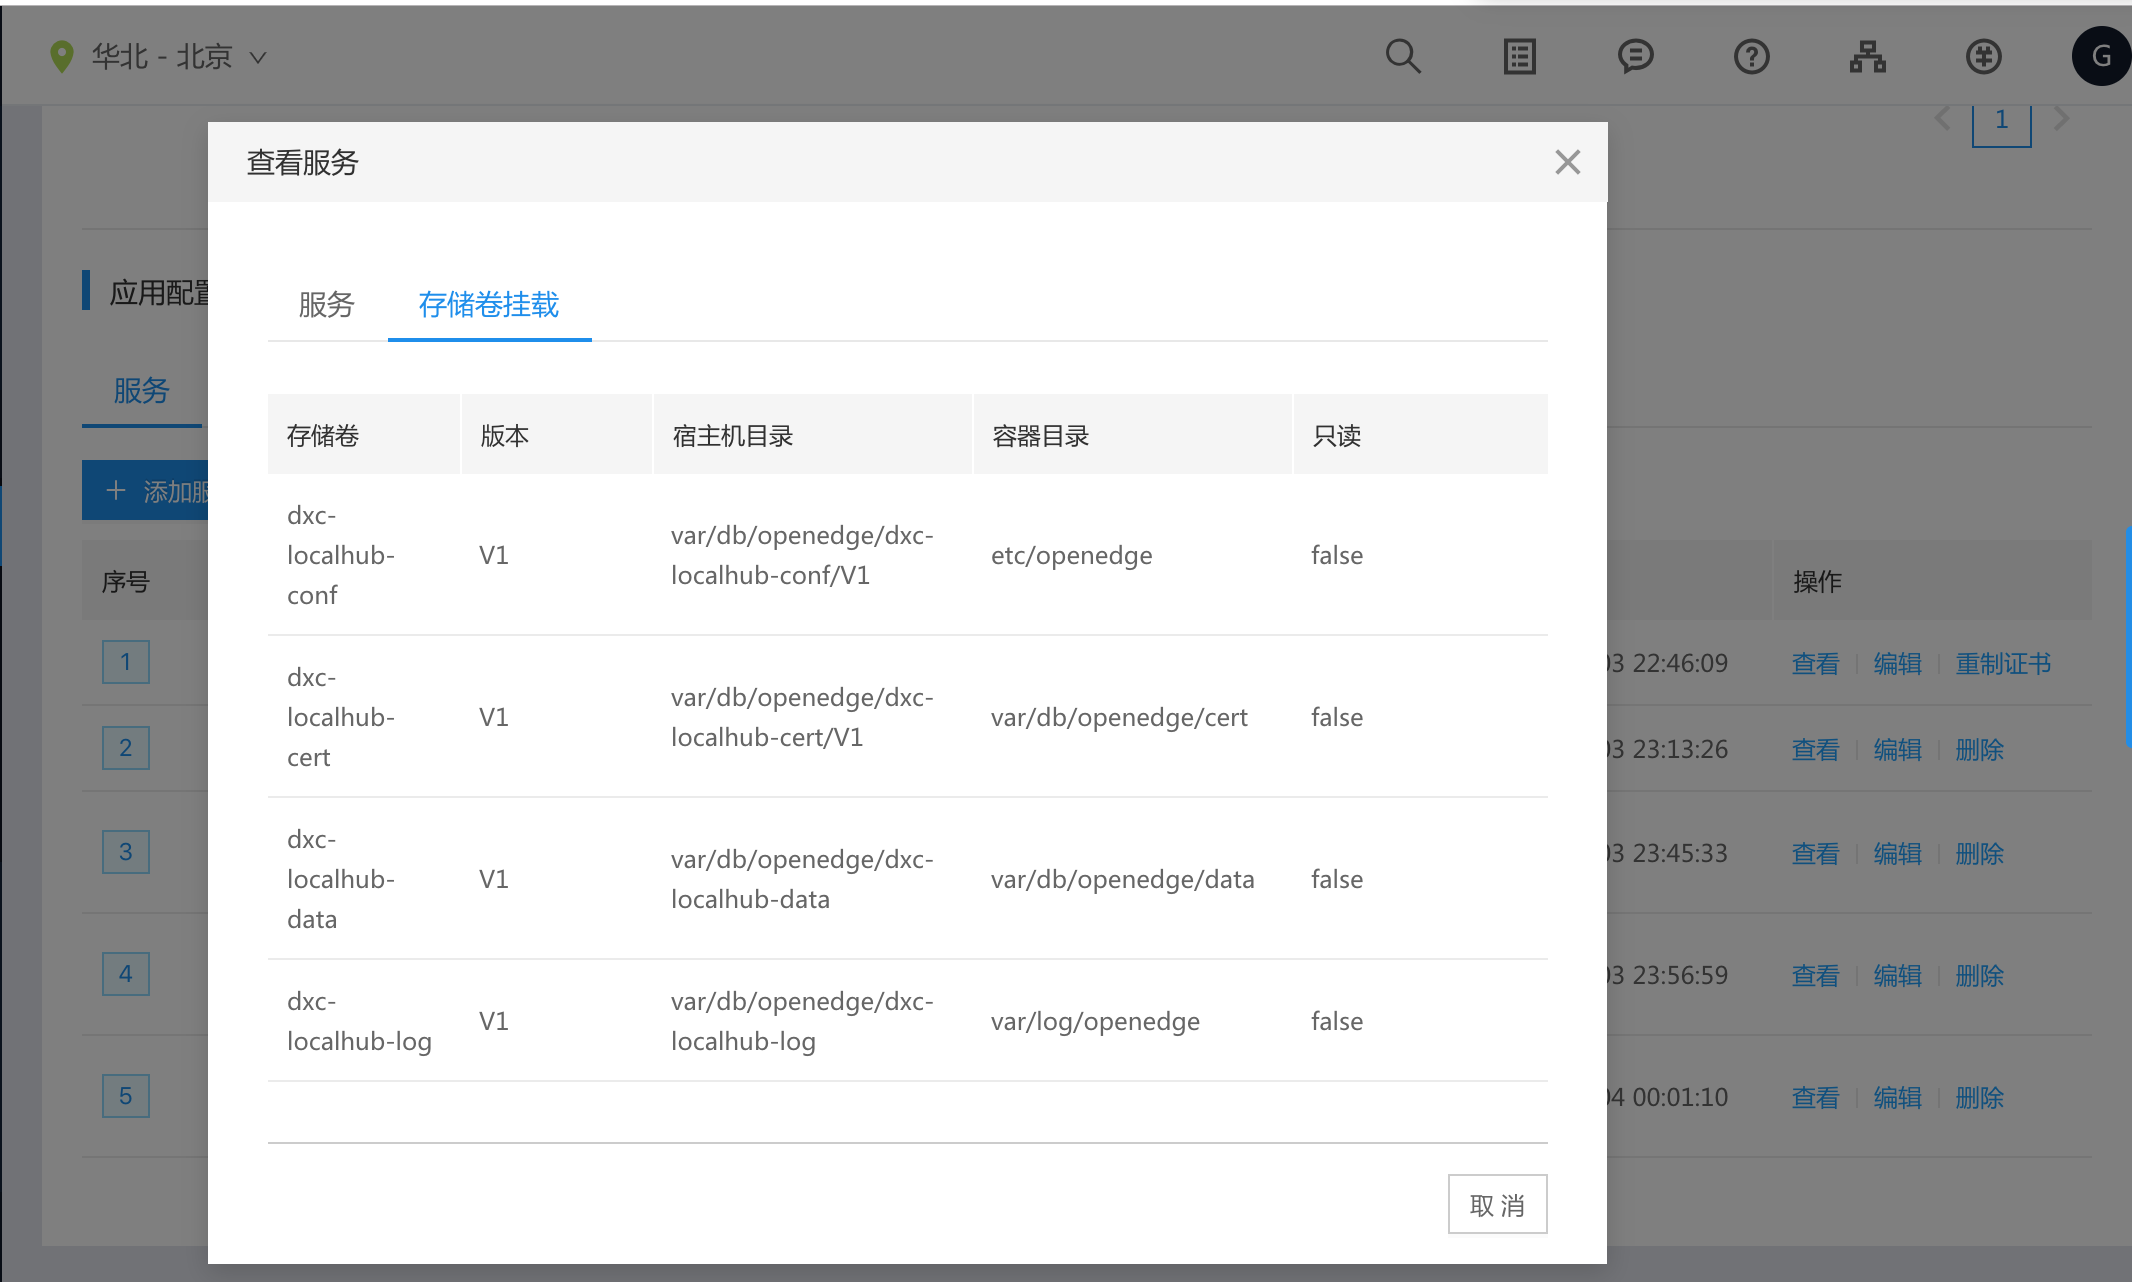 华北 - 北京
G
1
查看服务
应用配置
服务
存储卷挂载
服务
添加服
存储卷 版本 宿主机目录 容器目录 只读
dxc-
localhub-
conf
V1
var/db/openedge/dxc-
localhub-conf/V1
etc/openedge
false
dxc-
localhub-
cert
V1
var/db/openedge/dxc-
localhub-cert/V1
var/db/openedge/cert
false
dxc-
localhub-
data
V1
var/db/openedge/dxc-
localhub-data
var/db/openedge/data
false
dxc-
localhub-log
V1
var/db/openedge/dxc-
localhub-log
var/log/openedge
false
取 消
序号
操作
1
03 22:46:09 查看 编辑 重制证书
2
03 23:13:26 查看 编辑 删除
3
03 23:45:33 查看 编辑 删除
4
03 23:56:59 查看 编辑 删除
5
04 00:01:10 查看 编辑 删除